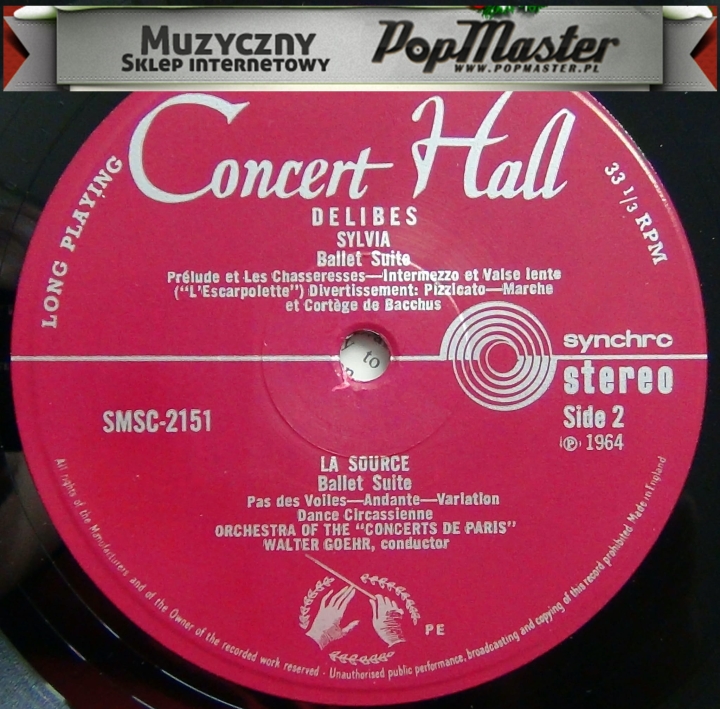 MUZYCZNY
SKLEP INTERNETOWY
PopMaster
WWW.POPMASTER.PL
Concert Hall
LONG PLAYING
33 1/3 RPM
DELIBES
SYLVIA
Ballet Suite
Prélude et Les Chasseresses—Intermezzo et Valse lente
("L'Escarpolette") Divertissement: Pizzicato—Marche
et Cortège de Bacchus
synchro
stereo
SMSC-2151
Side 2
℗ 1964
LA SOURCE
Ballet Suite
Pas des Voiles—Andante—Variation
Dance Circassienne
ORCHESTRA OF THE "CONCERTS DE PARIS"
WALTER GOEHR, conductor
PE
All rights of the Manufacturers and of the Owner of the recorded work reserved - Unauthorised public performance, broadcasting and copying of this record prohibited. Made in England
to